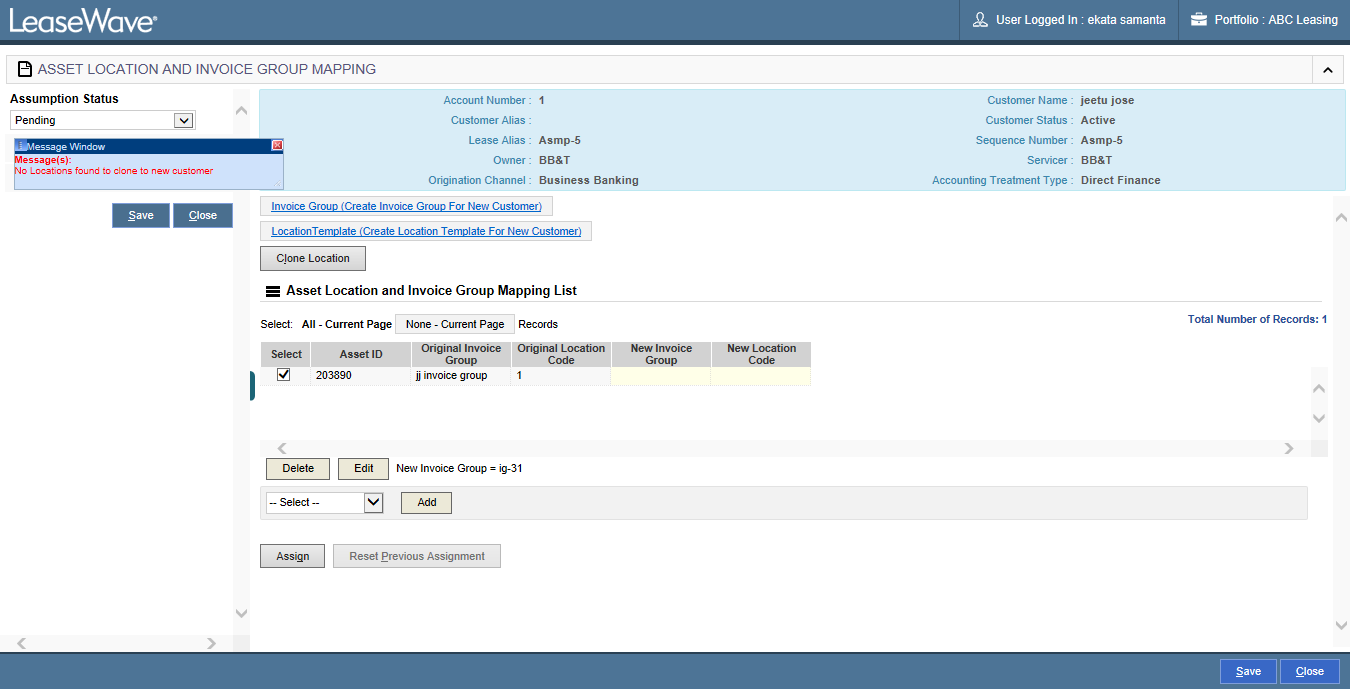 LeaseWave®
User Logged In : ekata samanta
Portfolio : ABC Leasing
ASSET LOCATION AND INVOICE GROUP MAPPING
Assumption Status
Pending
Message Window
Message(s):
No Locations found to clone to new customer
Save
Close
Account Number : 1
Customer Name : jeetu jose
Customer Alias :
Customer Status : Active
Lease Alias : Asmp-5
Sequence Number : Asmp-5
Owner : BB&T
Servicer : BB&T
Origination Channel : Business Banking
Accounting Treatment Type : Direct Finance
Invoice Group (Create Invoice Group For New Customer)
LocationTemplate (Create Location Template For New Customer)
Clone Location
Asset Location and Invoice Group Mapping List
Select: All - Current Page None - Current Page Records
Total Number of Records: 1
Select Asset ID Original Invoice Group Original Location Code New Invoice Group New Location Code
203890 jj invoice group 1
Delete Edit New Invoice Group = ig-31
-- Select -- Add
Assign Reset Previous Assignment
Save Close